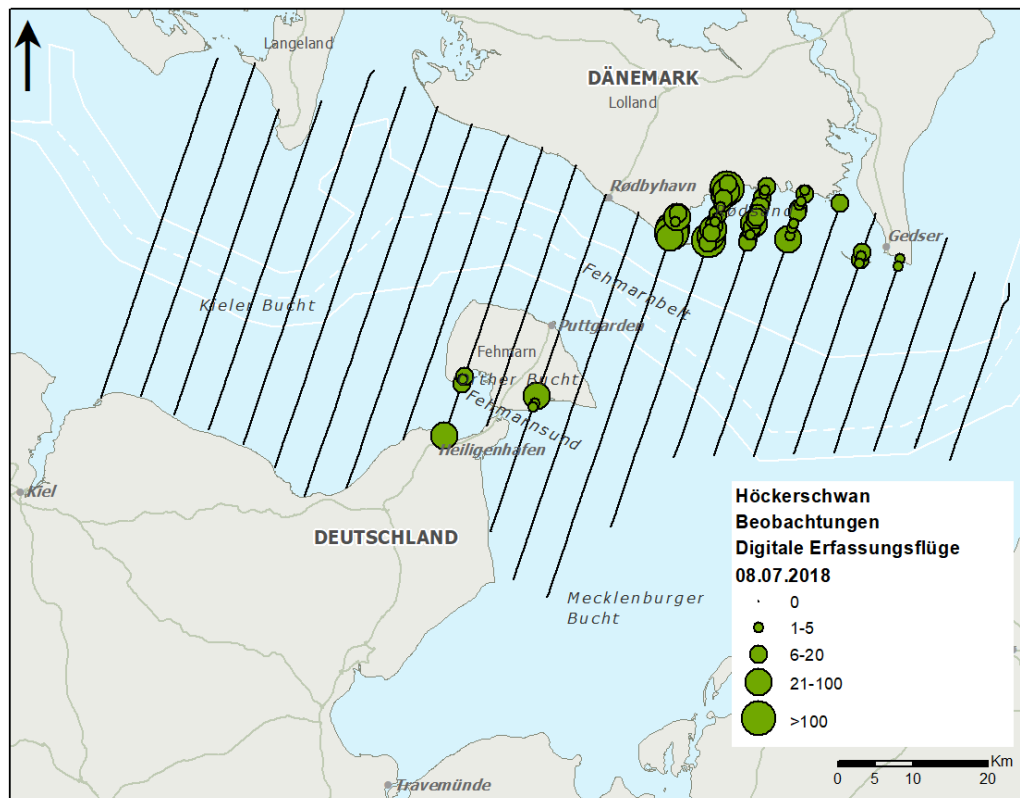 Langeland
DÄNEMARK
Lolland
Rødbyhavn
Gedser
Fehmarnbelt
Kieler Bucht
Puttgarden
Fehmarn
Bucht
Fehmarnsund
Heiligenhafen
Kiel
DEUTSCHLAND
Mecklenburger
Bucht
Travemünde
Höckerschwan
Beobachtungen
Digitale Erfassungsflüge
08.07.2018
0
1-5
6-20
21-100
>100
Km
0 5 10 20